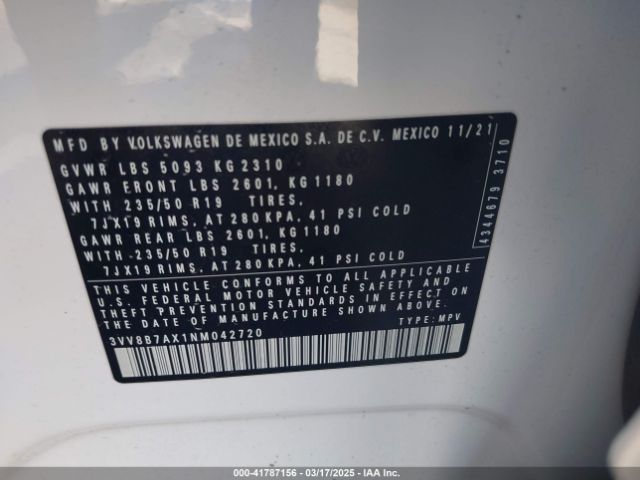 MFD BY VOLKSWAGEN DE MEXICO S.A. DE C.V. MEXICO 11/21
GVWR LBS 5093 KG 2310
GAWR FRONT LBS 2601, KG 1180
WITH 235/50 R19 TIRES,
7JX19 RIMS, AT 280 KPA, 41 PSI COLD
GAWR REAR LBS 2601, KG 1180
WITH 235/50 R19 TIRES,
7JX19 RIMS, AT 280 KPA, 41 PSI COLD
THIS VEHICLE CONFORMS TO ALL APPLICABLE
U.S. FEDERAL MOTOR VEHICLE SAFETY AND
THEFT PREVENTION STANDARDS IN EFFECT ON
THE DATE OF MANUFACTURE SHOWN ABOVE.
3VV8B7AX1NM042720 TYPE: MPV
4344679 3710
000-41787156 — 03/17/2025 — IAAI.COM